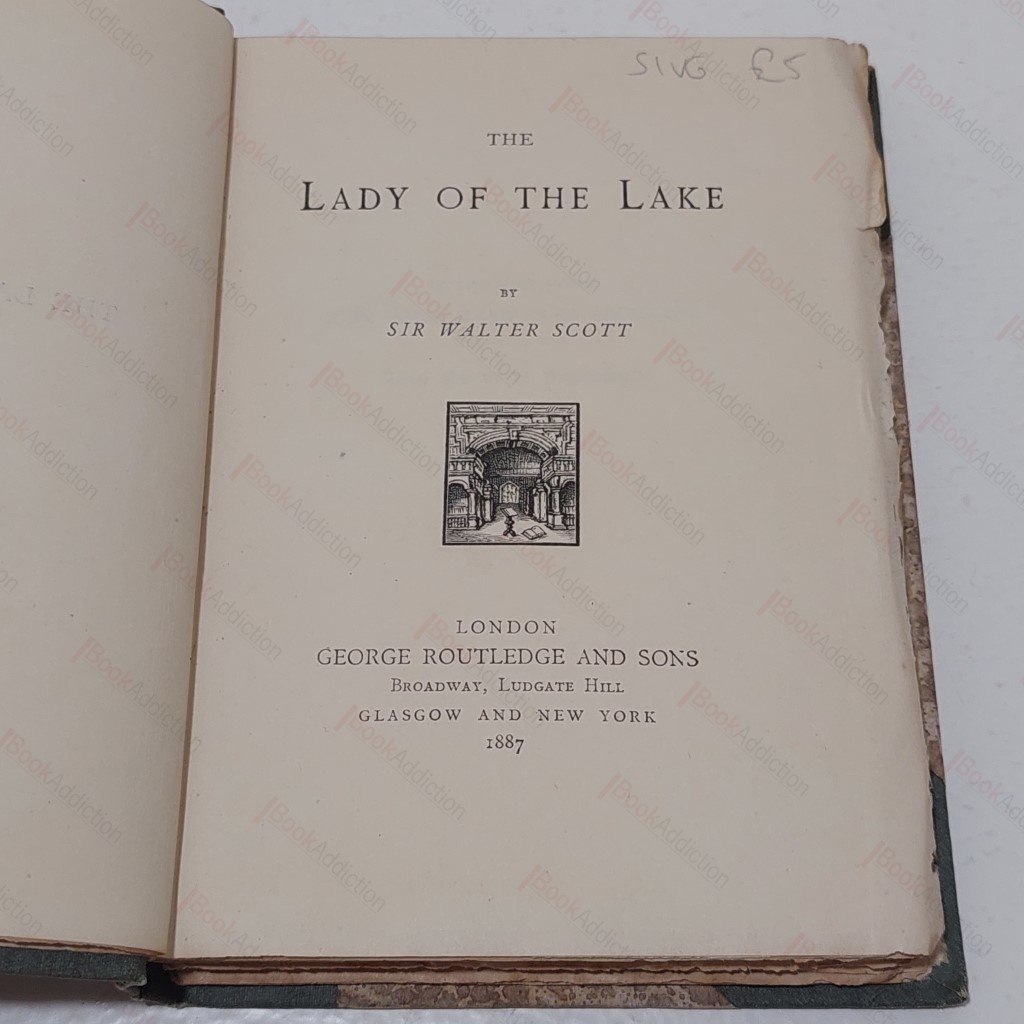 SIVG £5
THE
LADY OF THE LAKE
BY
SIR WALTER SCOTT
LONDON
GEORGE ROUTLEDGE AND SONS
BROADWAY, LUDGATE HILL
GLASGOW AND NEW YORK
1887
BookAddiction